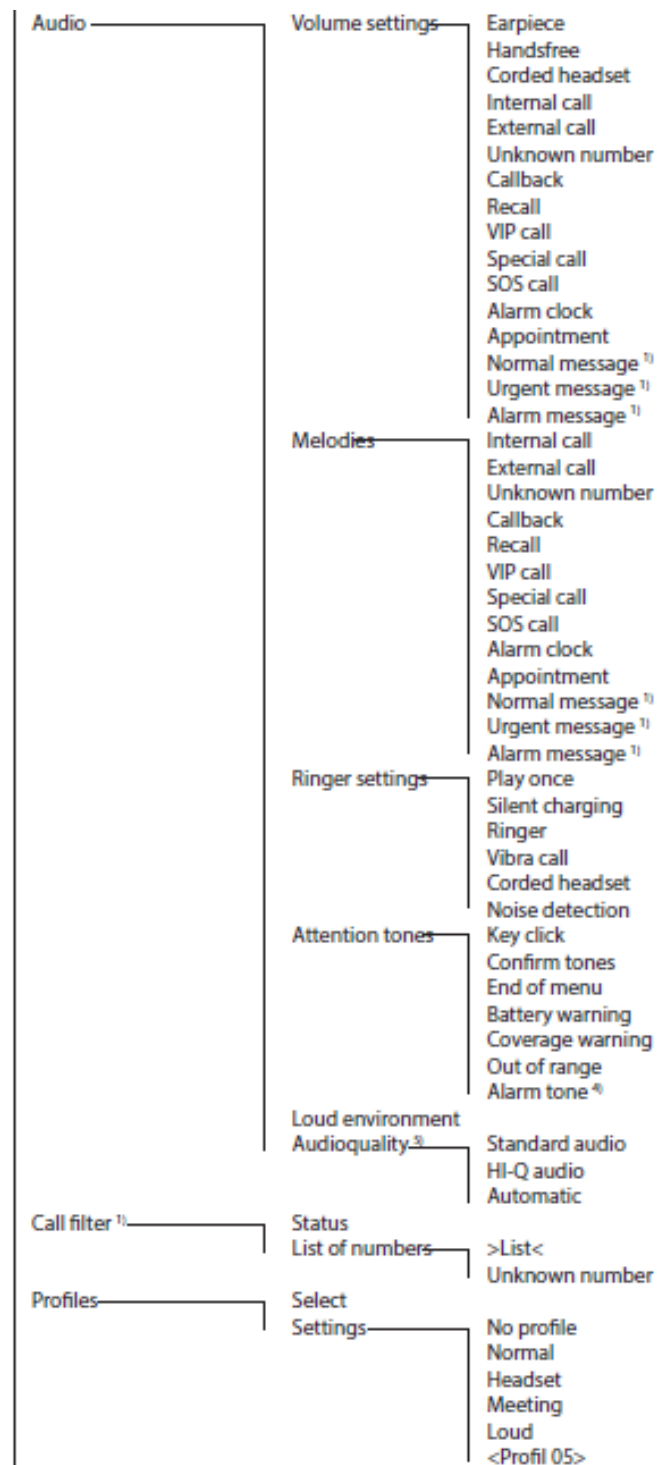 Audio Volume settings Earpiece
Handsfree
Corded headset
Internal call
External call
Unknown number
Callback
Recall
VIP call
Special call
SOS call
Alarm clock
Appointment
Normal message 1)
Urgent message 1)
Alarm message 1)
Melodies Internal call
External call
Unknown number
Callback
Recall
VIP call
Special call
SOS call
Alarm clock
Appointment
Normal message 1)
Urgent message 1)
Alarm message 1)
Ringer settings Play once
Silent charging
Ringer
Vibra call
Corded headset
Noise detection
Attention tones Key click
Confirm tones
End of menu
Battery warning
Coverage warning
Out of range
Alarm tone 4)
Loud environment
Audioquality 5) Standard audio
HI-Q audio
Automatic
Call filter 1) Status
List of numbers >List<
Unknown number
Profiles Select
Settings No profile
Normal
Headset
Meeting
Loud
<Profil 05>